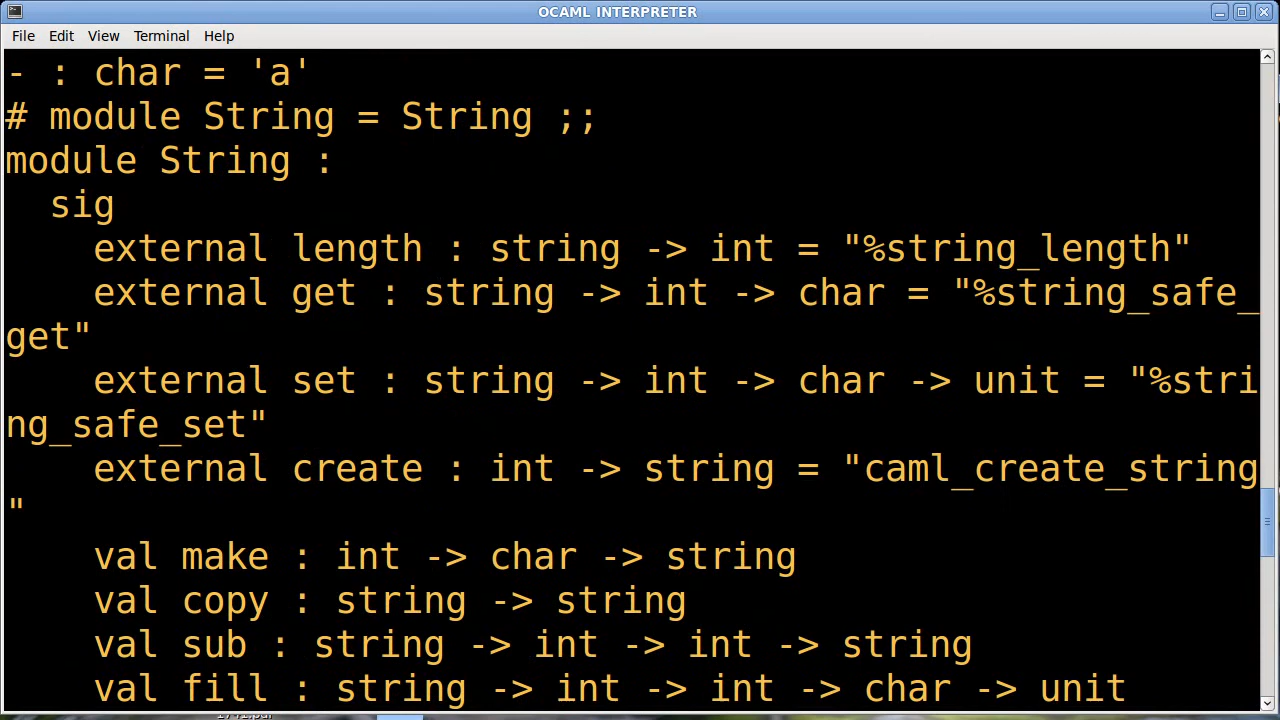 OCAML INTERPRETER
File Edit View Terminal Help
- : char = 'a'
# module String = String ;;
module String :
  sig
    external length : string -> int = "%string_length"
    external get : string -> int -> char = "%string_safe_
get"
    external set : string -> int -> char -> unit = "%stri
ng_safe_set"
    external create : int -> string = "caml_create_string
"
    val make : int -> char -> string
    val copy : string -> string
    val sub : string -> int -> int -> string
    val fill : string -> int -> int -> char -> unit